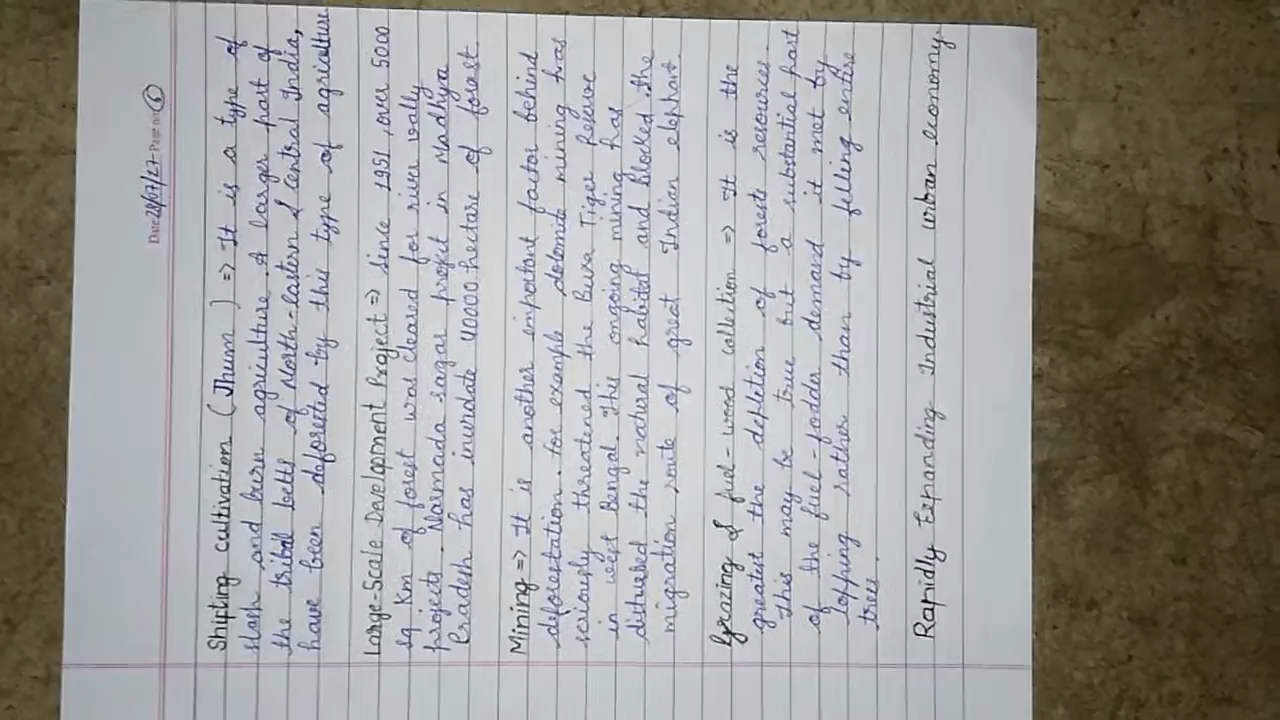 Date: 28/07/27 Page no: 6
Shifting cultivation (Jhum) => It is a type of
slash and burn agriculture & larger part of
the tribal belts of North-Eastern & Central India,
have been deforested by this type of agriculture
Large-Scale Development Project => Since 1951, over 5000
sq Km of forest was cleared for river vally
projects. Narmada sagar project in Madhya
Pradesh has inundate 40000 hectare of forest
Mining => It is another important factor behind
deforestation. for example dolomite mining has
seriously threatened the Buxa Tiger Reserve
in west Bengal. This ongoing mining has
disturbed the natural habitat and blocked the
migration route of great Indian elephant
Grazing & fuel-wood collection => It is the
greatest the depletion of forest resources.
This may be true but a substantial part
of the fuel-fodder demand it met by
lopping rather than by felling entire
trees.
Rapidly Expanding Industrial urban economy.